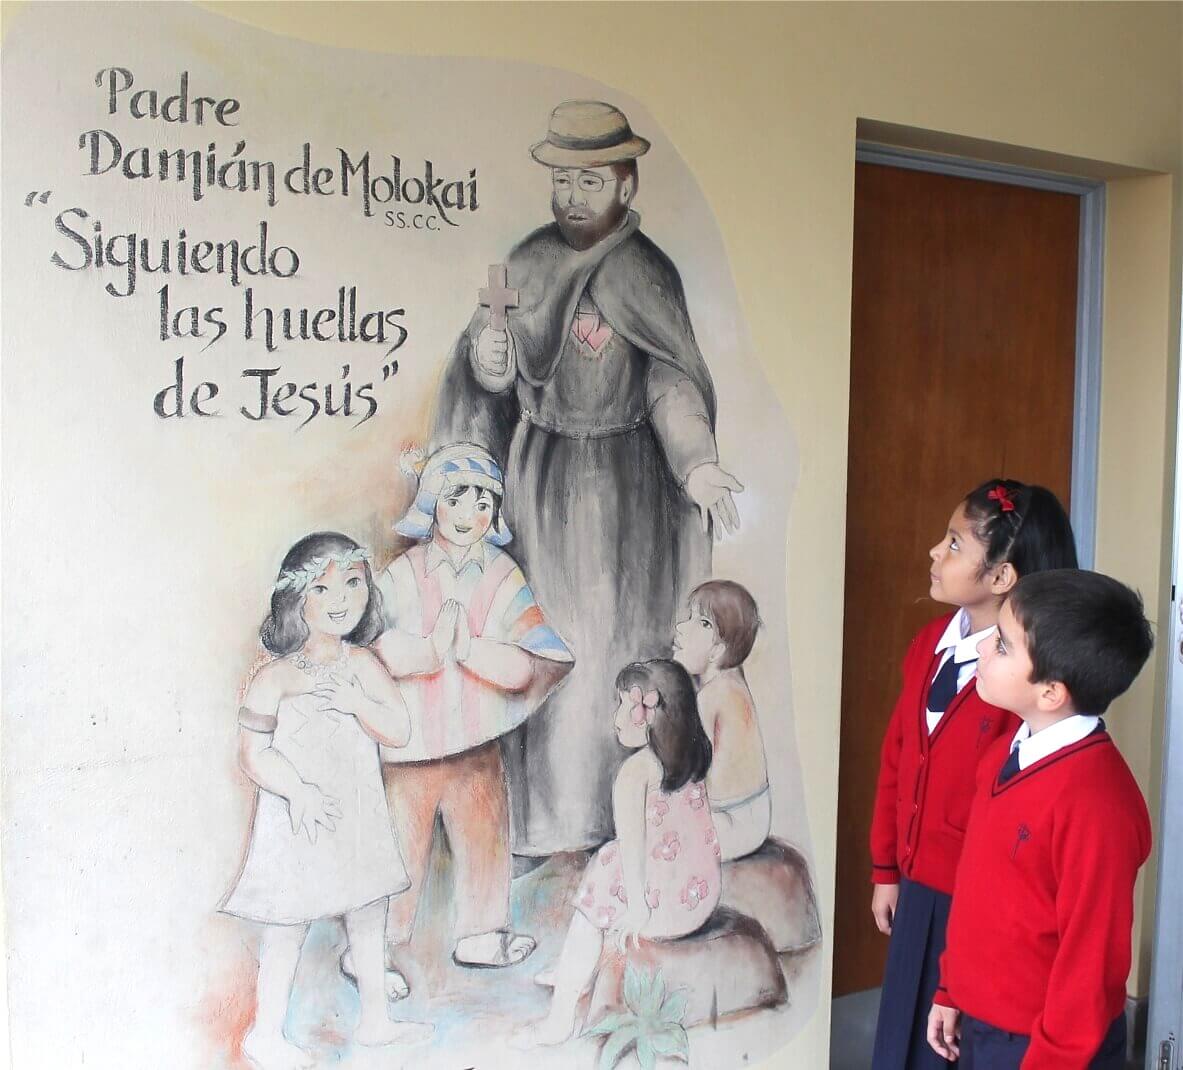 Padre
Damián de Molokai
SS.CC.
"Siguiendo
las huellas
de Jesús"